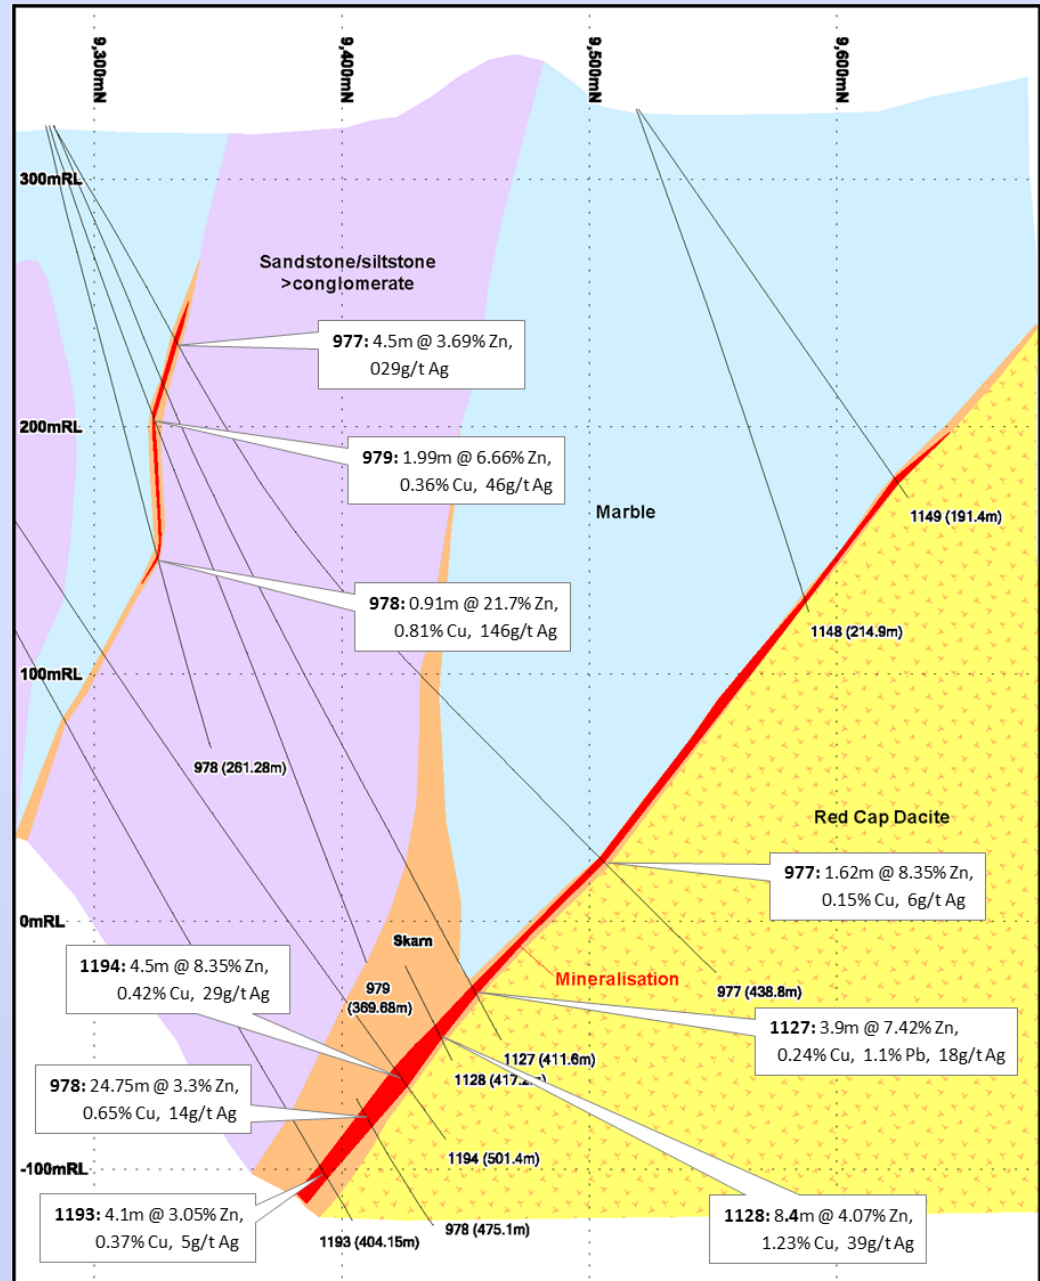 9,300mN
9,400mN
9,500mN
9,600mN
300mRL
Sandstone/siltstone
>conglomerate
977: 4.5m @ 3.69% Zn,
029g/t Ag
200mRL
979: 1.99m @ 6.66% Zn,
0.36% Cu, 46g/t Ag
Marble
1149 (191.4m)
978: 0.91m @ 21.7% Zn,
0.81% Cu, 146g/t Ag
1148 (214.9m)
100mRL
978 (261.28m)
Red Cap Dacite
977: 1.62m @ 8.35% Zn,
0.15% Cu, 6g/t Ag
0mRL
Skarn
1194: 4.5m @ 8.35% Zn,
0.42% Cu, 29g/t Ag
Mineralisation
979
(369.68m)
977 (438.8m)
1127: 3.9m @ 7.42% Zn,
0.24% Cu, 1.1% Pb, 18g/t Ag
1127 (411.6m)
1128 (417.2m)
978: 24.75m @ 3.3% Zn,
0.65% Cu, 14g/t Ag
1194 (501.4m)
-100mRL
1193: 4.1m @ 3.05% Zn,
0.37% Cu, 5g/t Ag
978 (475.1m)
1193 (404.15m)
1128: 8.4m @ 4.07% Zn,
1.23% Cu, 39g/t Ag